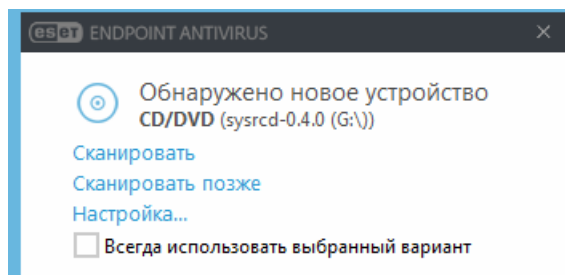 eset ENDPOINT ANTIVIRUS
Обнаружено новое устройство
CD/DVD (sysrcd-0.4.0 (G:\))
Сканировать
Сканировать позже
Настройка...
Всегда использовать выбранный вариант